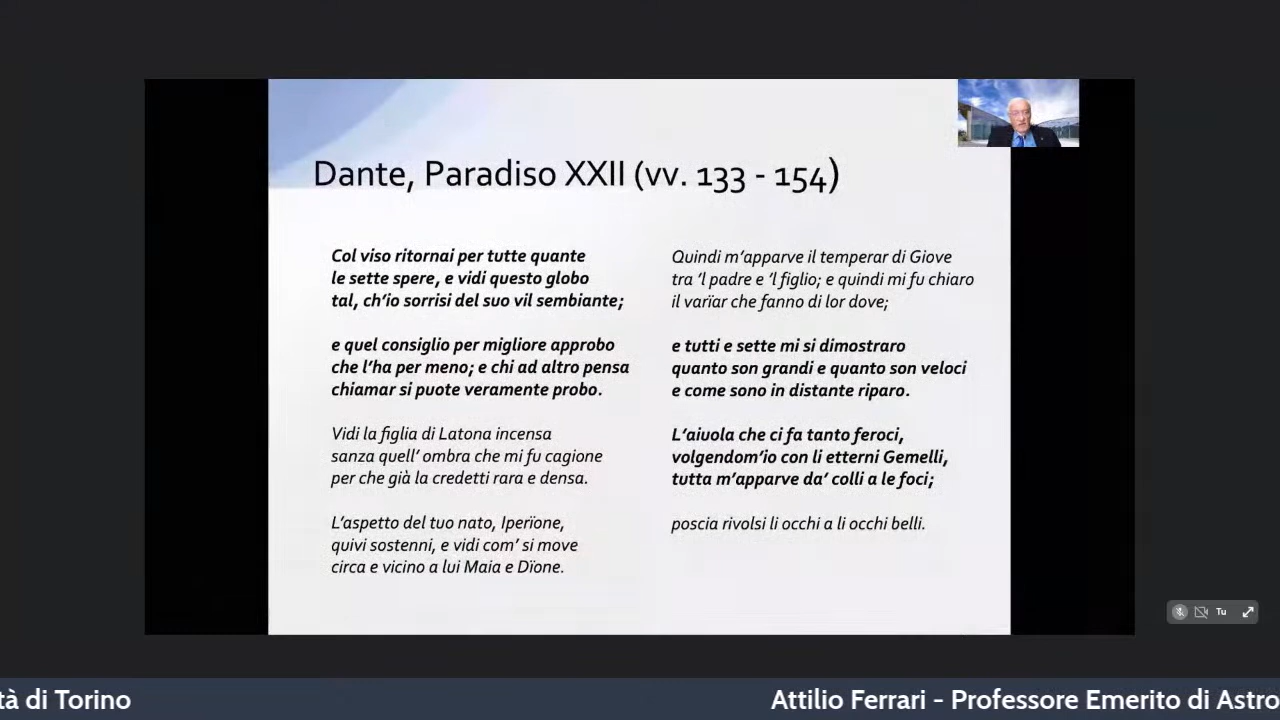 Dante, Paradiso XXII (vv. 133 - 154)
Col viso ritornai per tutte quante
le sette spere, e vidi questo globo
tal, ch'io sorrisi del suo vil sembiante;
e quel consiglio per migliore approbo
che l'ha per meno; e chi ad altro pensa
chiamar si puote veramente probo.
Vidi la figlia di Latona incensa
sanza quell' ombra che mi fu cagione
per che già la credetti rara e densa.
L'aspetto del tuo nato, Iperïone,
quivi sostenni, e vidi com' si move
circa e vicino a lui Maia e Dïone.
Quindi m'apparve il temperar di Giove
tra 'l padre e 'l figlio; e quindi mi fu chiaro
il varïar che fanno di lor dove;
e tutti e sette mi si dimostraro
quanto son grandi e quanto son veloci
e come sono in distante riparo.
L'aiuola che ci fa tanto feroci,
volgendom'io con li etterni Gemelli,
tutta m'apparve da' colli a le foci;
poscia rivolsi li occhi a li occhi belli.
Tu
tà di Torino
Attilio Ferrari - Professore Emerito di Astro